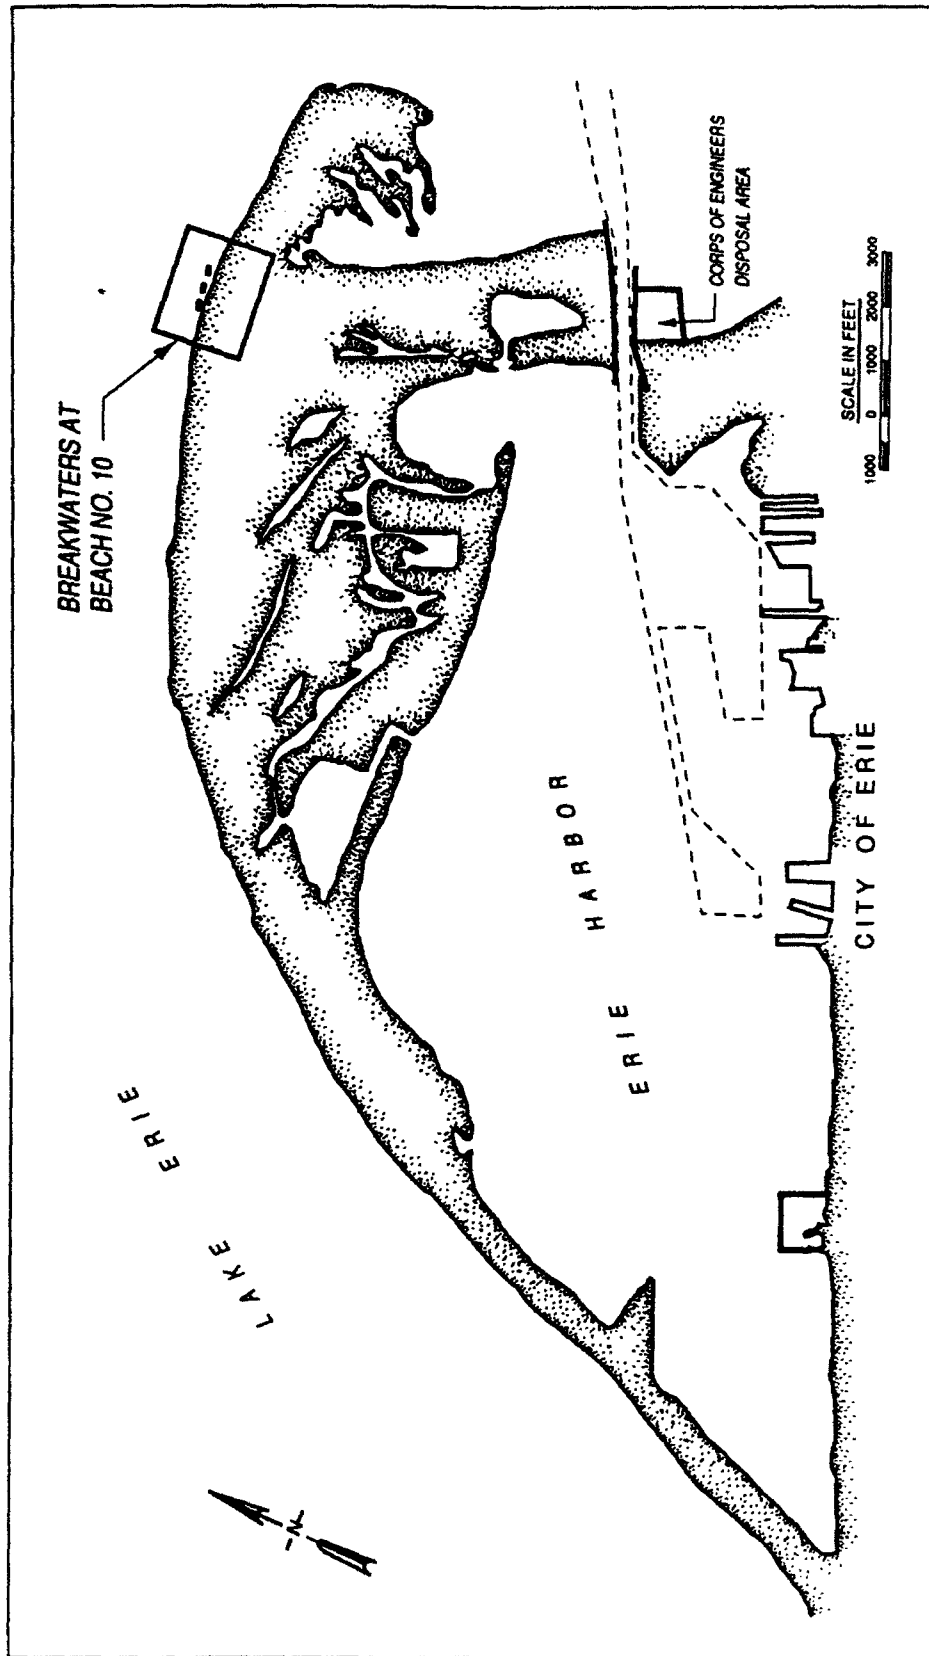 BREAKWATERS AT
BEACH NO. 10
CORPS OF ENGINEERS
DISPOSAL AREA
SCALE IN FEET
1000 0 1000 2000 3000
LAKE ERIE
ERIE HARBOR
CITY OF ERIE
N